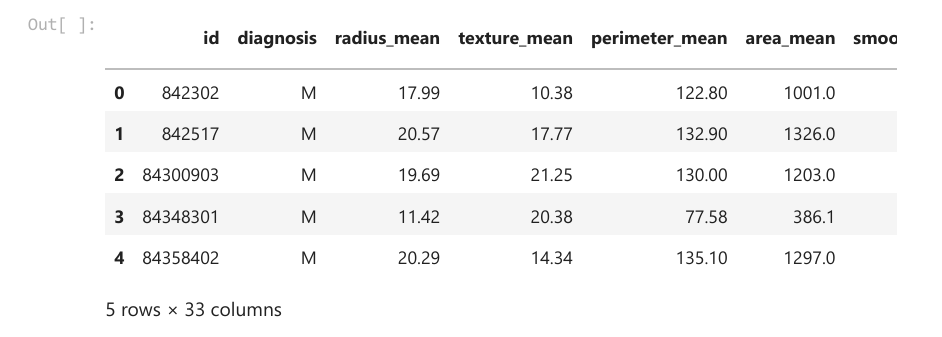 Out[ ]:
id diagnosis radius_mean texture_mean perimeter_mean area_mean smoo
0 842302 M 17.99 10.38 122.80 1001.0
1 842517 M 20.57 17.77 132.90 1326.0
2 84300903 M 19.69 21.25 130.00 1203.0
3 84348301 M 11.42 20.38 77.58 386.1
4 84358402 M 20.29 14.34 135.10 1297.0
5 rows × 33 columns